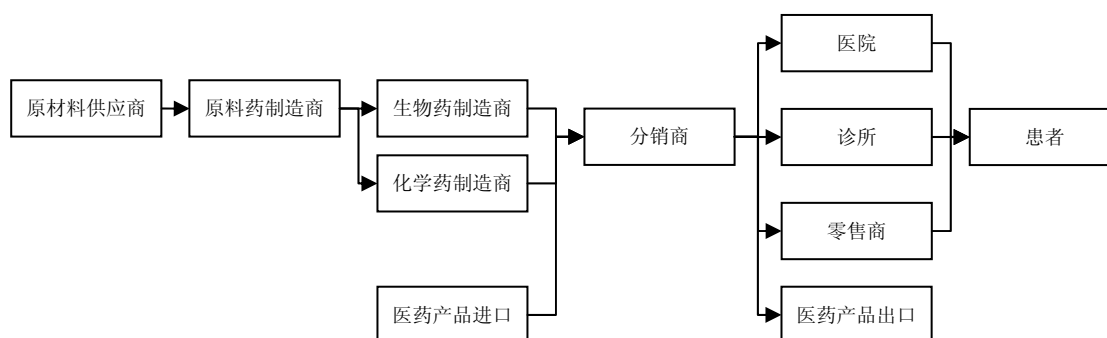 原材料供应商
原料药制造商
生物药制造商
化学药制造商
医药产品进口
分销商
医院
诊所
零售商
医药产品出口
患者